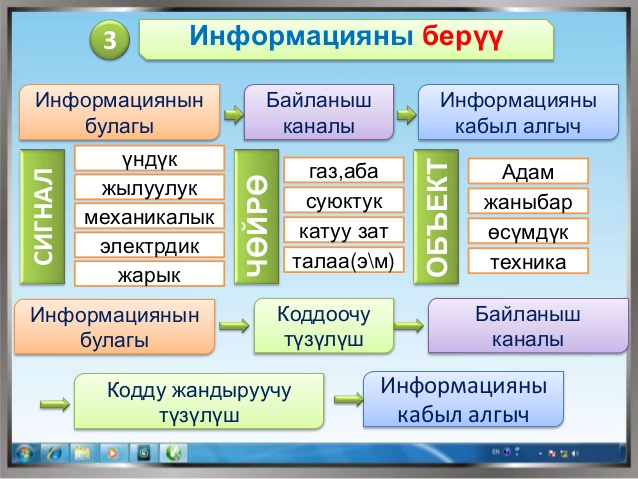 3
Информацияны берүү
Информациянын
булагы
Байланыш
каналы
Информацияны
кабыл алгыч
СИГНАЛ
үндүк
жылуулук
механикалык
электрдик
жарык
ЧӨЙРӨ
газ,аба
суюктук
катуу зат
талаа(э\м)
ОБЪЕКТ
Адам
жаныбар
өсүмдүк
техника
Информациянын
булагы
Коддоочу
түзүлүш
Байланыш
каналы
Кодду жандыруучу
түзүлүш
Информацияны
кабыл алгыч
EN